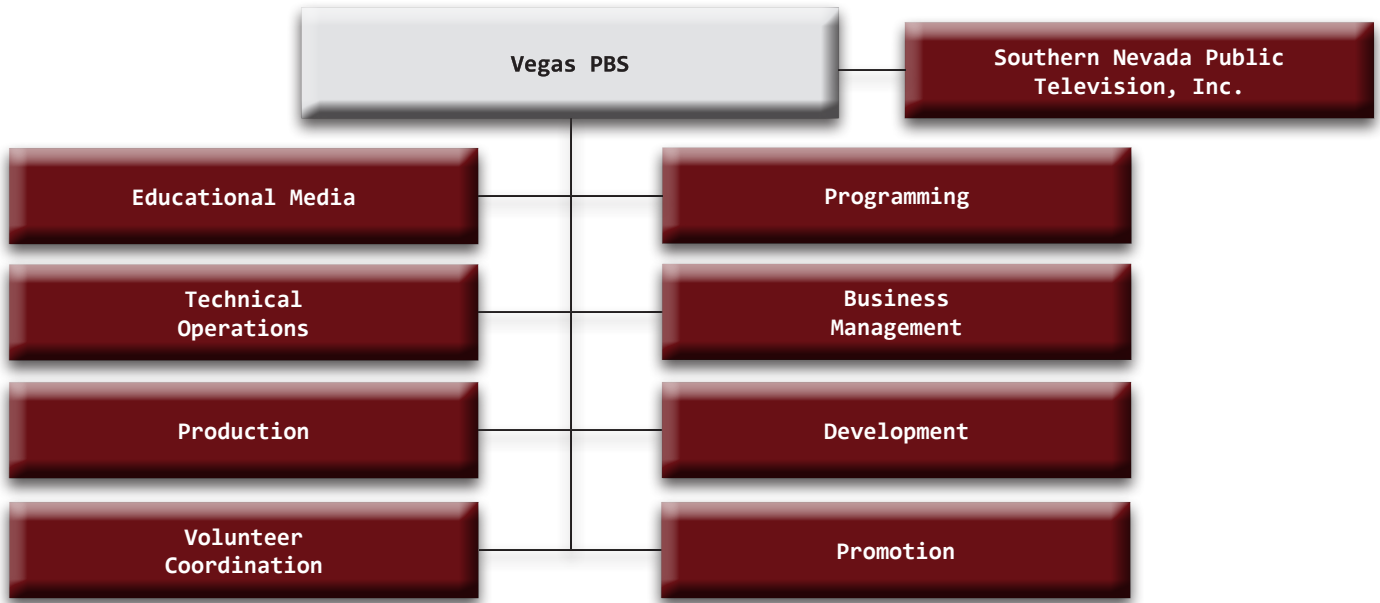 Vegas PBS
Southern Nevada Public
Television, Inc.
Educational Media
Programming
Technical
Operations
Business
Management
Production
Development
Volunteer
Coordination
Promotion